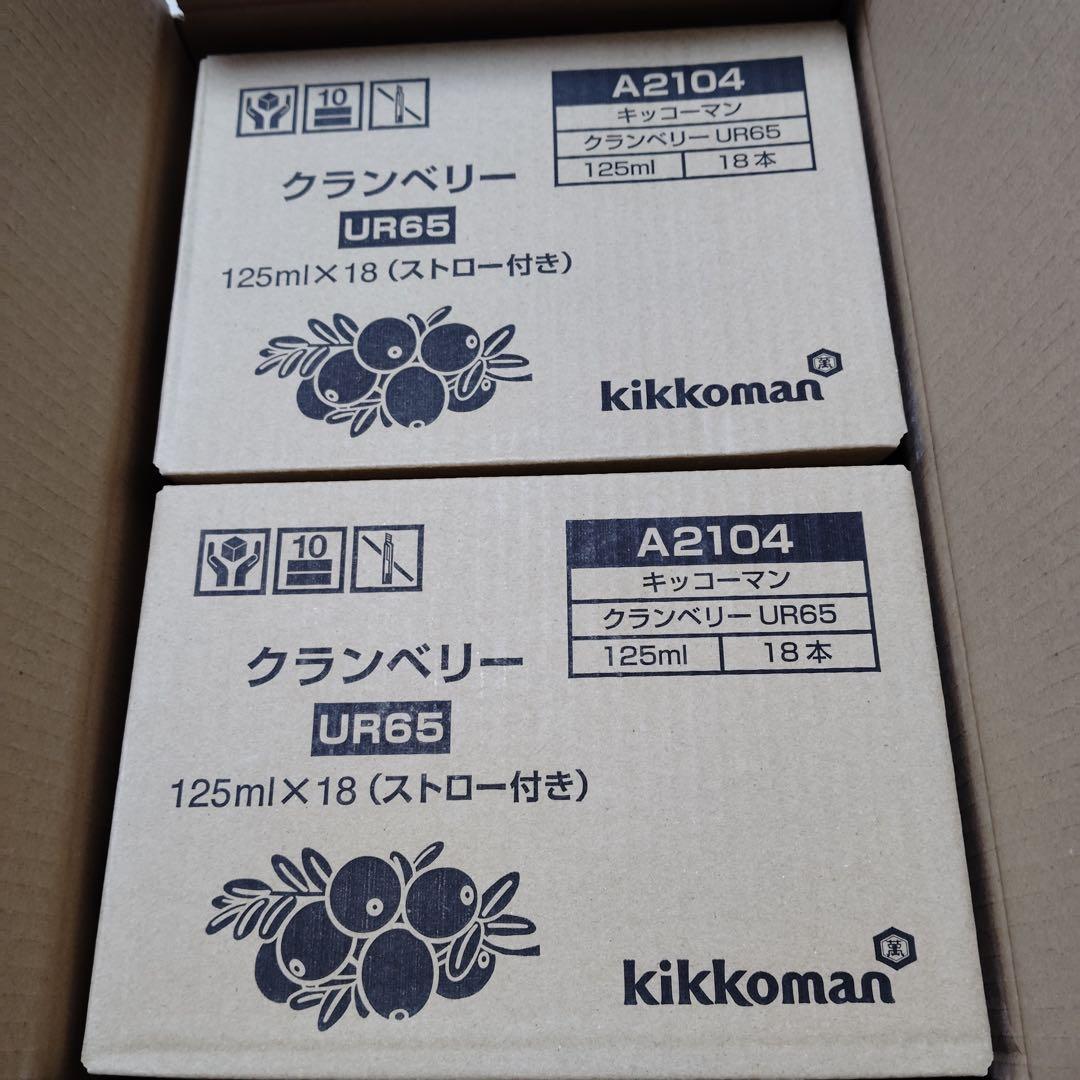 10
A2104
キッコーマン
クランベリー UR65
125ml 18本
クランベリー
UR65
125ml×18(ストロー付き)
萬
kikkoman
10
A2104
キッコーマン
クランベリー UR65
125ml 18本
クランベリー
UR65
125ml×18(ストロー付き)
萬
kikkoman